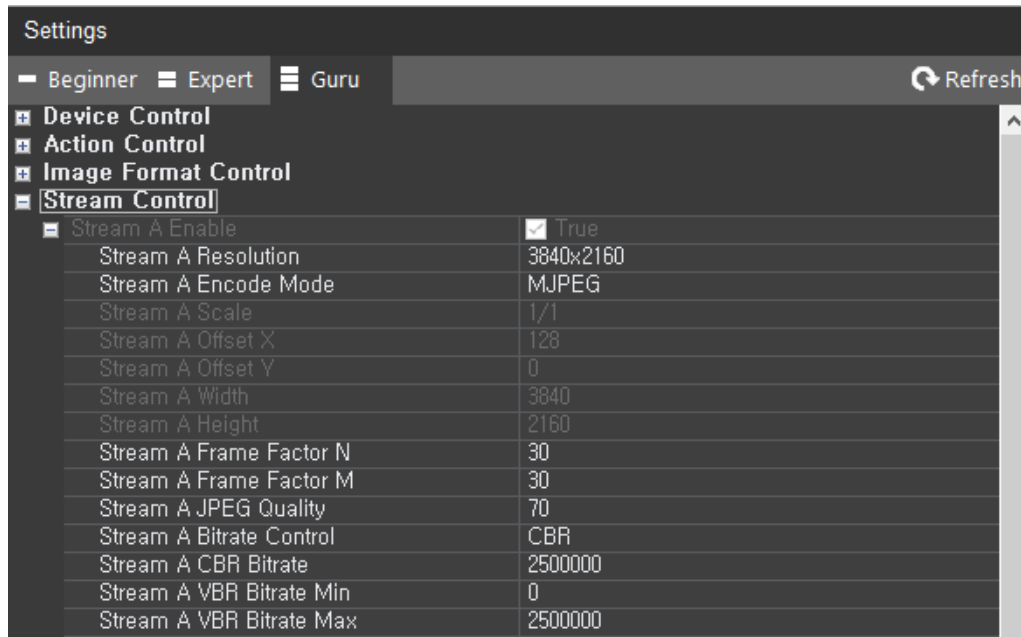 Settings
Beginner Expert Guru Refresh
Device Control
Action Control
Image Format Control
Stream Control
Stream A Enable True
Stream A Resolution 3840x2160
Stream A Encode Mode MJPEG
Stream A Scale 1/1
Stream A Offset X 128
Stream A Offset Y 0
Stream A Width 3840
Stream A Height 2160
Stream A Frame Factor N 30
Stream A Frame Factor M 30
Stream A JPEG Quality 70
Stream A Bitrate Control CBR
Stream A CBR Bitrate 2500000
Stream A VBR Bitrate Min 0
Stream A VBR Bitrate Max 2500000